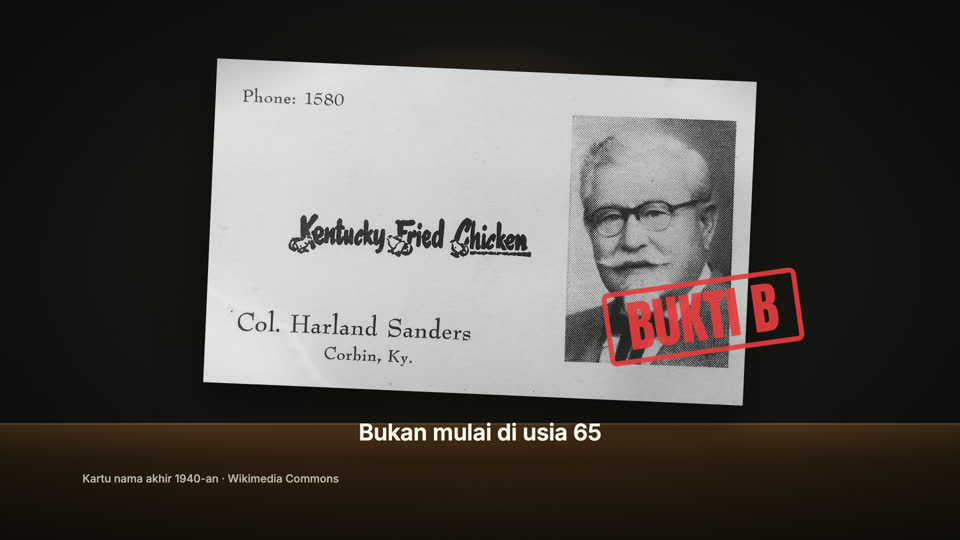 Phone: 1580
Kentucky Fried Chicken
Col. Harland Sanders
Corbin, Ky.
BUKTI B
Bukan mulai di usia 65
Kartu nama akhir 1940-an · Wikimedia Commons